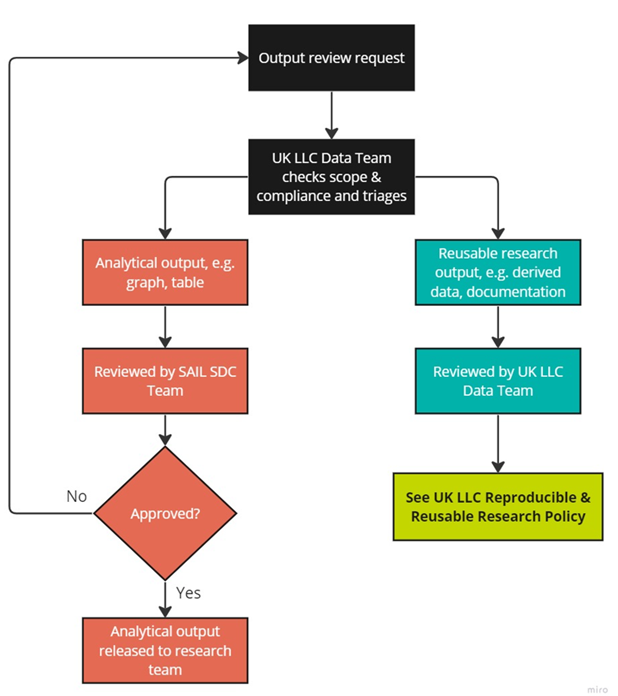 Output review request
UK LLC Data Team
checks scope &
compliance and triages
Analytical output, e.g.
graph, table
Reusable research
output, e.g. derived
data, documentation
Reviewed by SAIL SDC
Team
Reviewed by UK LLC
Data Team
No
Approved?
See UK LLC Reproducible &
Reusable Research Policy
Yes
Analytical output
released to research
team
miro